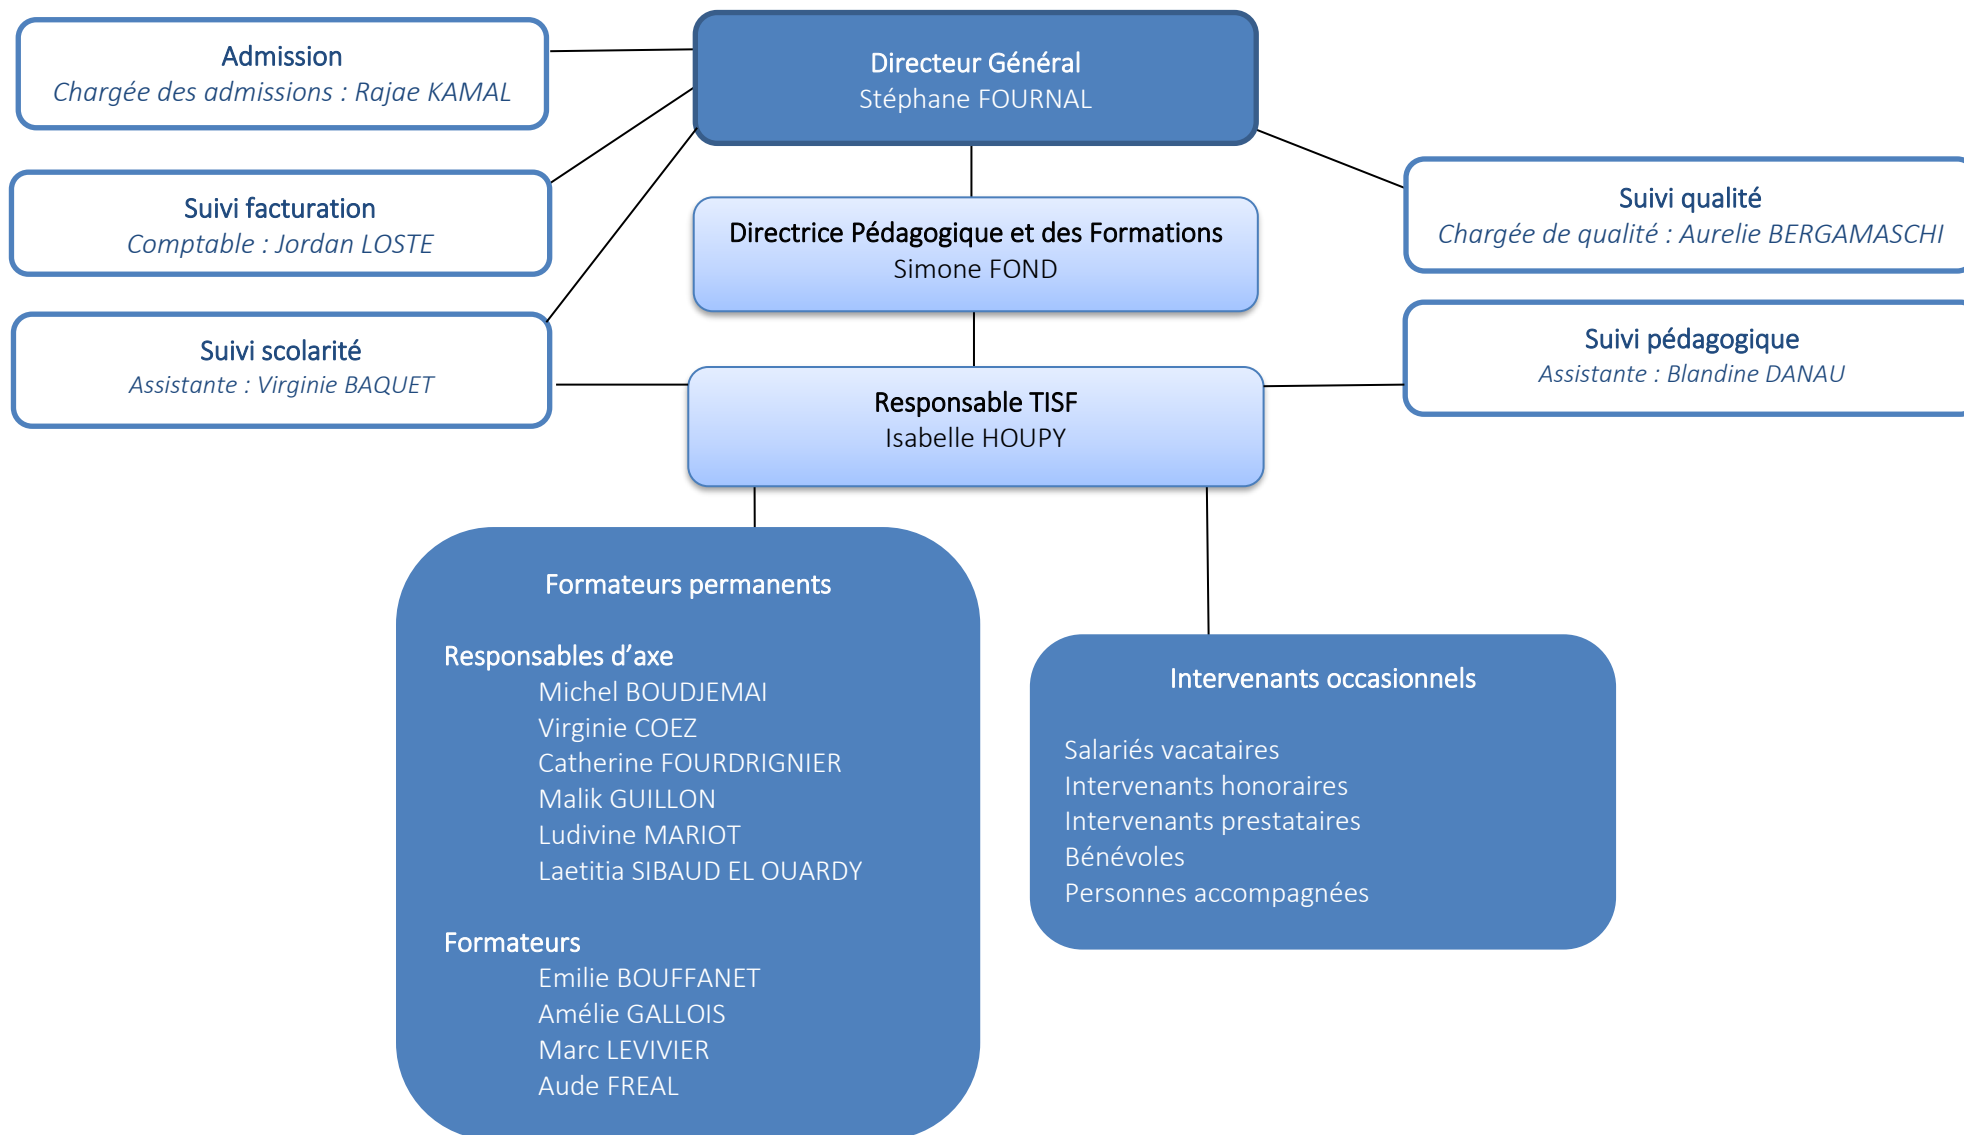 Admission
Chargée des admissions : Rajae KAMAL
Directeur Général
Stéphane FOURNAL
Suivi facturation
Comptable : Jordan LOSTE
Directrice Pédagogique et des Formations
Simone FOND
Suivi qualité
Chargée de qualité : Aurelie BERGAMASCHI
Suivi scolarité
Assistante : Virginie BAQUET
Responsable TISF
Isabelle HOUPY
Suivi pédagogique
Assistante : Blandine DANAU
Formateurs permanents
Responsables d’axe
Michel BOUDJEMAI
Virginie COEZ
Catherine FOURDRIGNIER
Malik GUILLON
Ludivine MARIOT
Laetitia SIBAUD EL OUARDY
Formateurs
Emilie BOUFFANET
Amélie GALLOIS
Marc LEVIVIER
Aude FREAL
Intervenants occasionnels
Salariés vacataires
Intervenants honoraires
Intervenants prestataires
Bénévoles
Personnes accompagnées